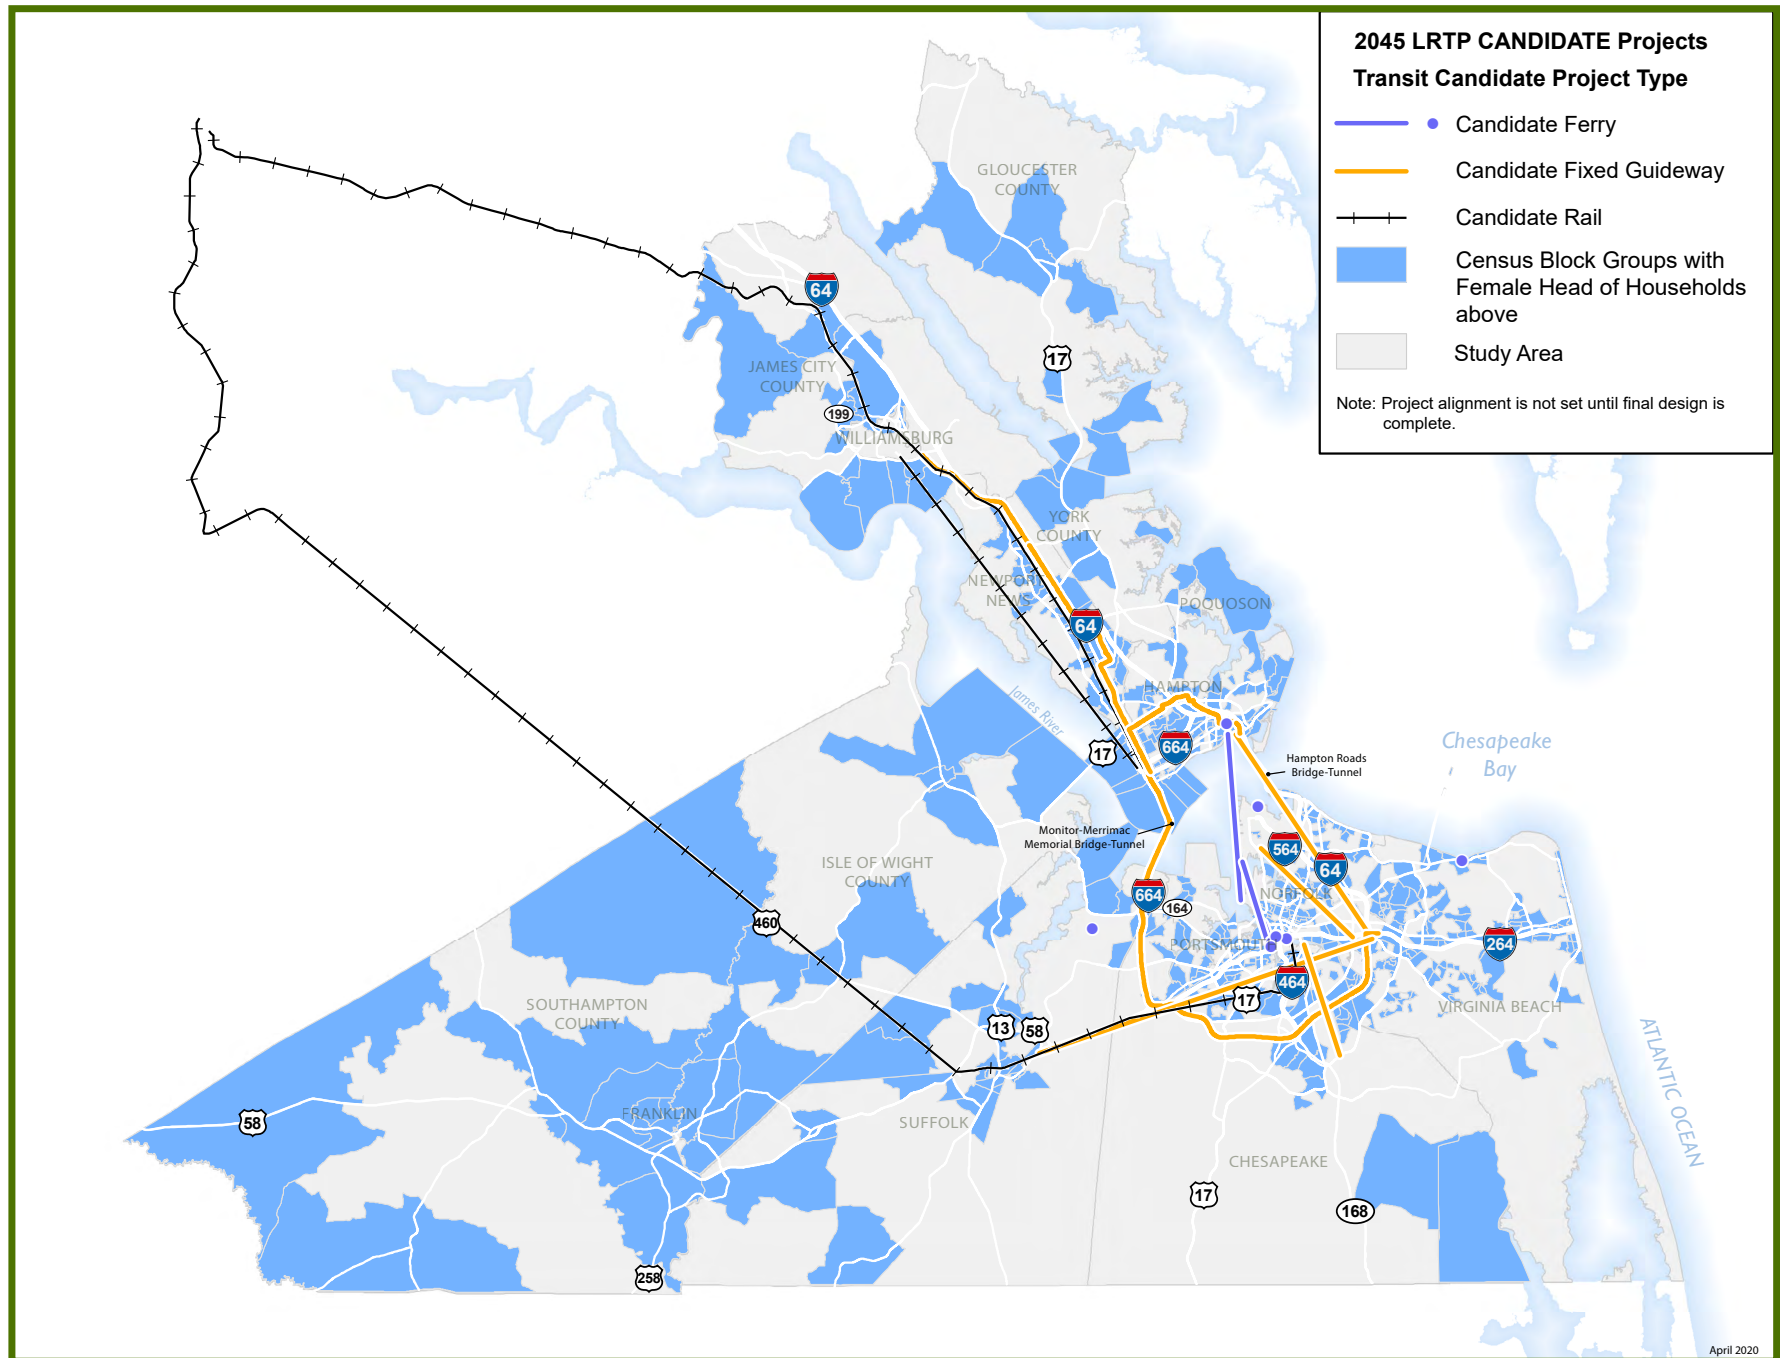 2045 LRTP CANDIDATE Projects
Transit Candidate Project Type
Candidate Ferry
Candidate Fixed Guideway
Candidate Rail
Census Block Groups with
Female Head of Households
above
Study Area
Note: Project alignment is not set until final design is
complete.
GLOUCESTER
COUNTY
64
17
JAMES CITY
COUNTY
199
WILLIAMSBURG
YORK
COUNTY
NEWPORT
NEWS
POQUOSON
64
HAMPTON
James River
17
664
Hampton Roads
Bridge-Tunnel
Chesapeake
Bay
Monitor-Merrimac
Memorial Bridge-Tunnel
564
64
ISLE OF WIGHT
COUNTY
664
164
NORFOLK
460
PORTSMOUTH
264
464
17
SOUTHAMPTON
COUNTY
13
58
VIRGINIA BEACH
ATLANTIC OCEAN
58
FRANKLIN
SUFFOLK
CHESAPEAKE
17
168
258
April 2020